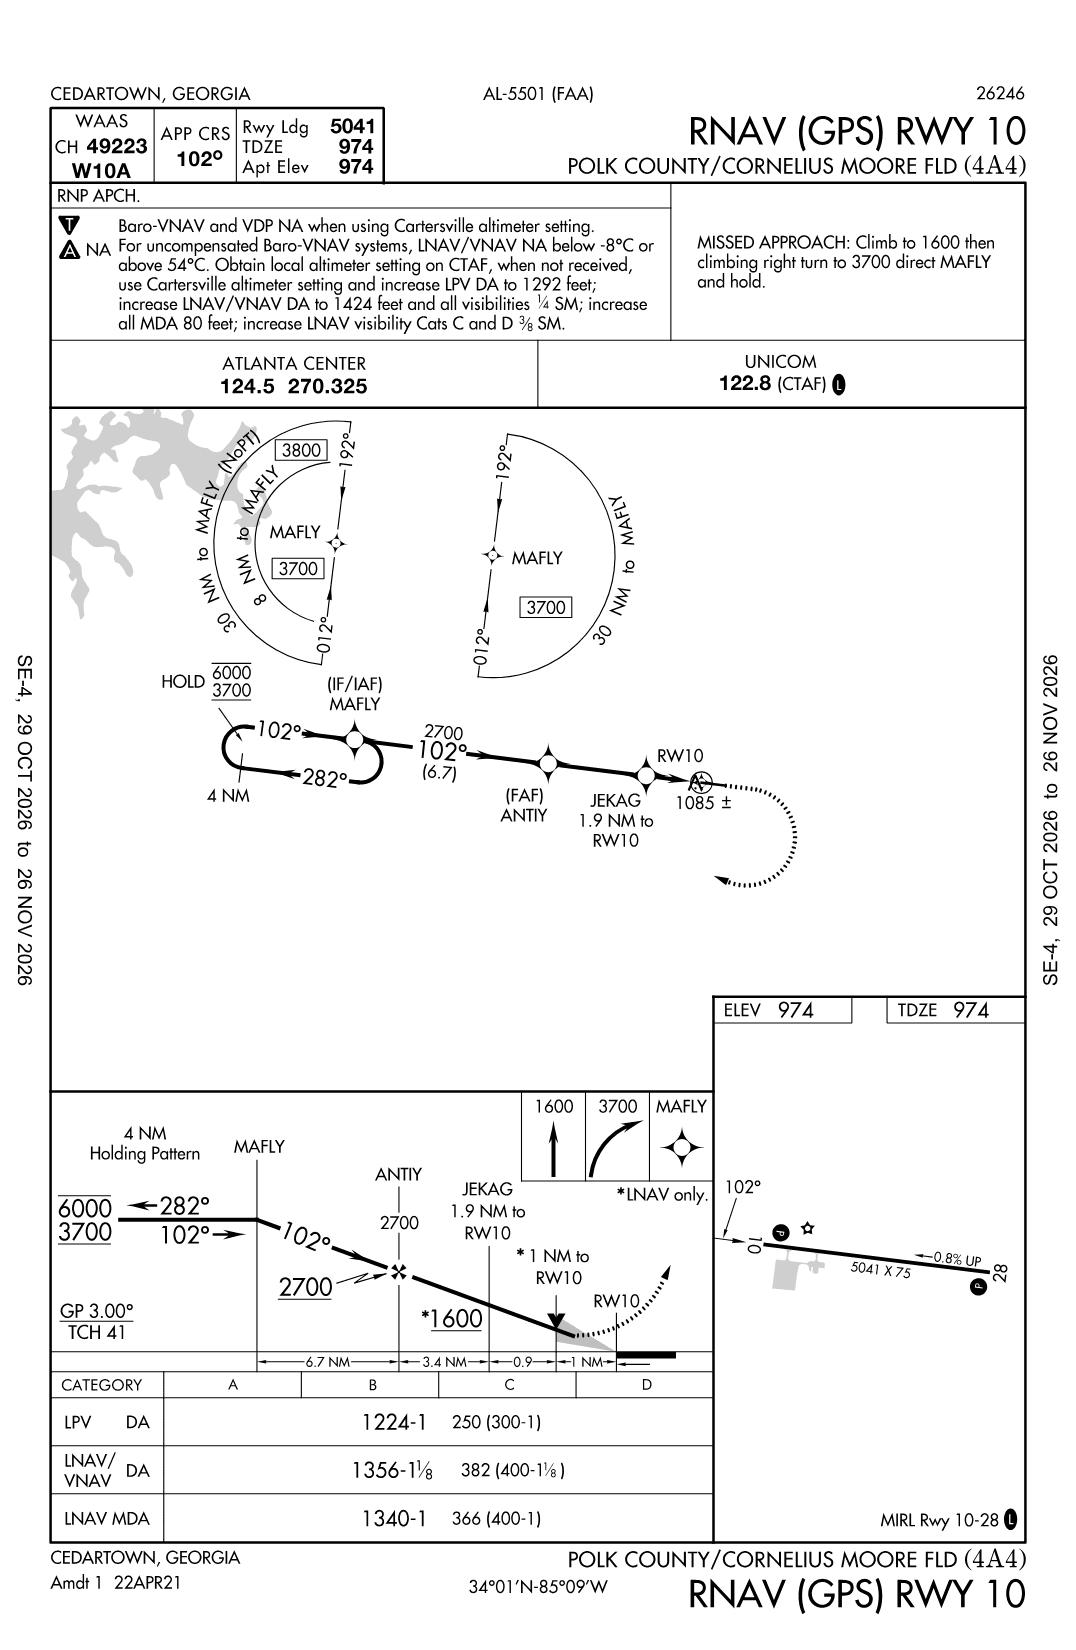 CEDARTOWN, GEORGIA
AL-5501 (FAA)
26246
WAAS
CH 49223
W10A
APP CRS
102°
Rwy Ldg 5041
TDZE 974
Apt Elev 974
RNAV (GPS) RWY 10
POLK COUNTY/CORNELIUS MOORE FLD (4A4)
RNP APCH.
T
A NA
Baro-VNAV and VDP NA when using Cartersville altimeter setting.
For uncompensated Baro-VNAV systems, LNAV/VNAV NA below -8°C or
above 54°C. Obtain local altimeter setting on CTAF, when not received,
use Cartersville altimeter setting and increase LPV DA to 1292 feet;
increase LNAV/VNAV DA to 1424 feet and all visibilities ¼ SM; increase
all MDA 80 feet; increase LNAV visibility Cats C and D ⅜ SM.
MISSED APPROACH: Climb to 1600 then
climbing right turn to 3700 direct MAFLY
and hold.
ATLANTA CENTER
124.5 270.325
UNICOM
122.8 (CTAF) L
30 NM to MAFLY (NoPT)
8 NM to MAFLY
3800
192°
MAFLY
3700
012°
192°
MAFLY
3700
012°
30 NM to MAFLY
HOLD 6000
3700
(IF/IAF)
MAFLY
102°
282°
4 NM
2700
102°
(6.7)
(FAF)
ANTIY
JEKAG
1.9 NM to
RW10
RW10
1085 ±
SE-4, 29 OCT 2026 to 26 NOV 2026
SE-4, 29 OCT 2026 to 26 NOV 2026
ELEV 974
TDZE 974
102°
10
P
0.8% UP
5041 X 75
28
P
MIRL Rwy 10-28 L
1600
3700
MAFLY
*LNAV only.
4 NM
Holding Pattern
MAFLY
ANTIY
2700
JEKAG
1.9 NM to
RW10
* 1 NM to
RW10
RW10
6000
3700
282°
102°
102°
2700
*1600
GP 3.00°
TCH 41
6.7 NM
3.4 NM
0.9
1 NM
CATEGORY A B C D
LPV DA 1224-1 250 (300-1)
LNAV/
VNAV DA 1356-1⅛ 382 (400-1⅛)
LNAV MDA 1340-1 366 (400-1)
CEDARTOWN, GEORGIA
Amdt 1 22APR21
34°01'N-85°09'W
POLK COUNTY/CORNELIUS MOORE FLD (4A4)
RNAV (GPS) RWY 10